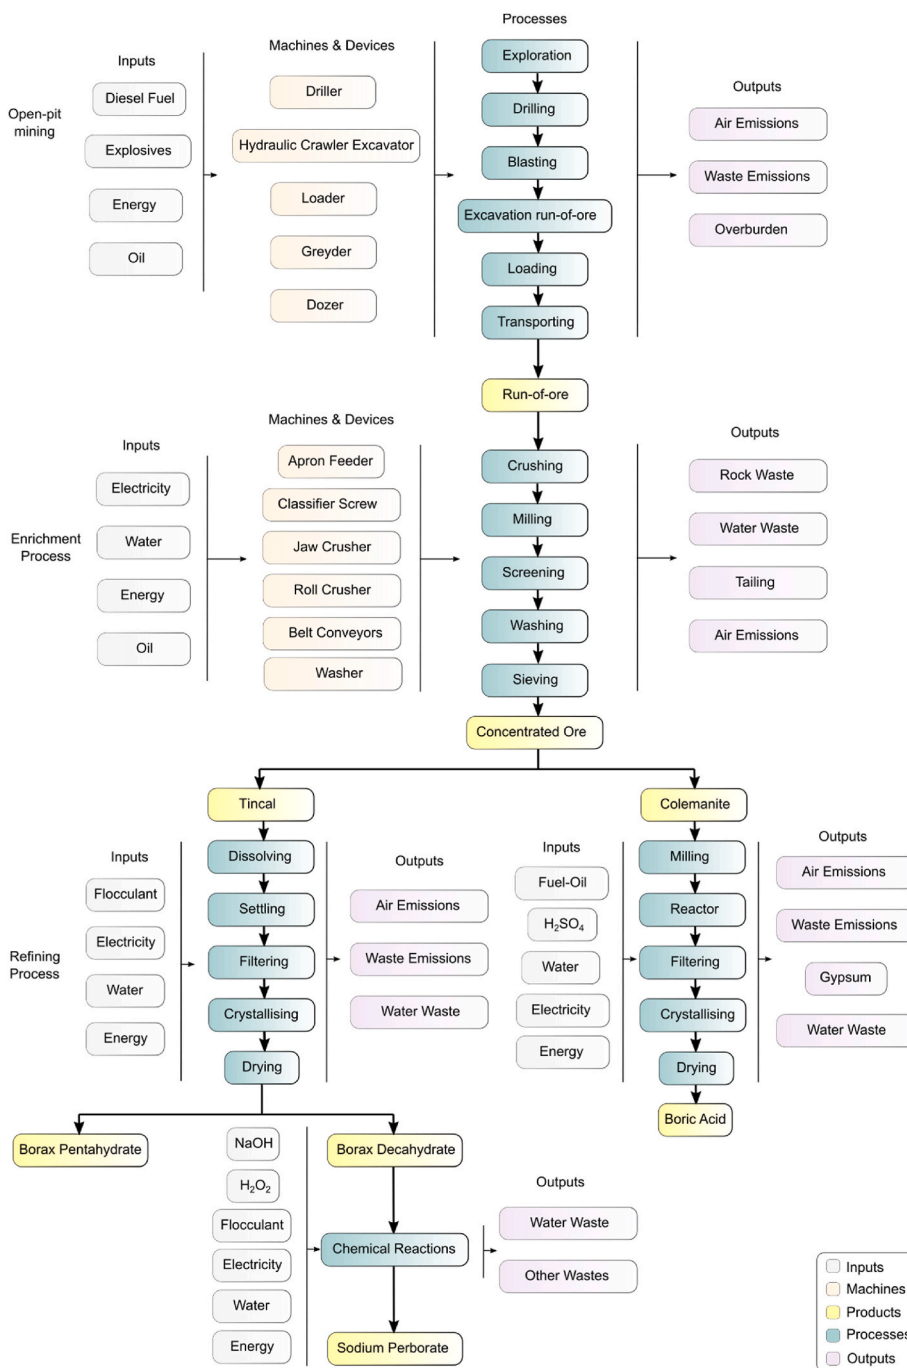 Processes
Machines & Devices
Inputs
Exploration
Outputs
Open-pit
mining
Diesel Fuel
Explosives
Energy
Oil
Driller
Hydraulic Crawler Excavator
Loader
Greyder
Dozer
Drilling
Blasting
Excavation run-of-ore
Loading
Transporting
Air Emissions
Waste Emissions
Overburden
Run-of-ore
Enrichment
Process
Inputs
Electricity
Water
Energy
Oil
Machines & Devices
Apron Feeder
Classifier Screw
Jaw Crusher
Roll Crusher
Belt Conveyors
Washer
Crushing
Milling
Screening
Washing
Sieving
Outputs
Rock Waste
Water Waste
Tailing
Air Emissions
Concentrated Ore
Refining
Process
Tincal
Inputs
Flocculant
Electricity
Water
Energy
Dissolving
Settling
Filtering
Crystallising
Drying
Outputs
Air Emissions
Waste Emissions
Water Waste
Colemanite
Inputs
Fuel-Oil
H₂SO₄
Water
Electricity
Energy
Milling
Reactor
Filtering
Crystallising
Drying
Outputs
Air Emissions
Waste Emissions
Gypsum
Water Waste
Boric Acid
Borax Pentahydrate
Borax Decahydrate
NaOH
H₂O₂
Flocculant
Electricity
Water
Energy
Chemical Reactions
Outputs
Water Waste
Other Wastes
Sodium Perborate
Inputs
Machines
Products
Processes
Outputs